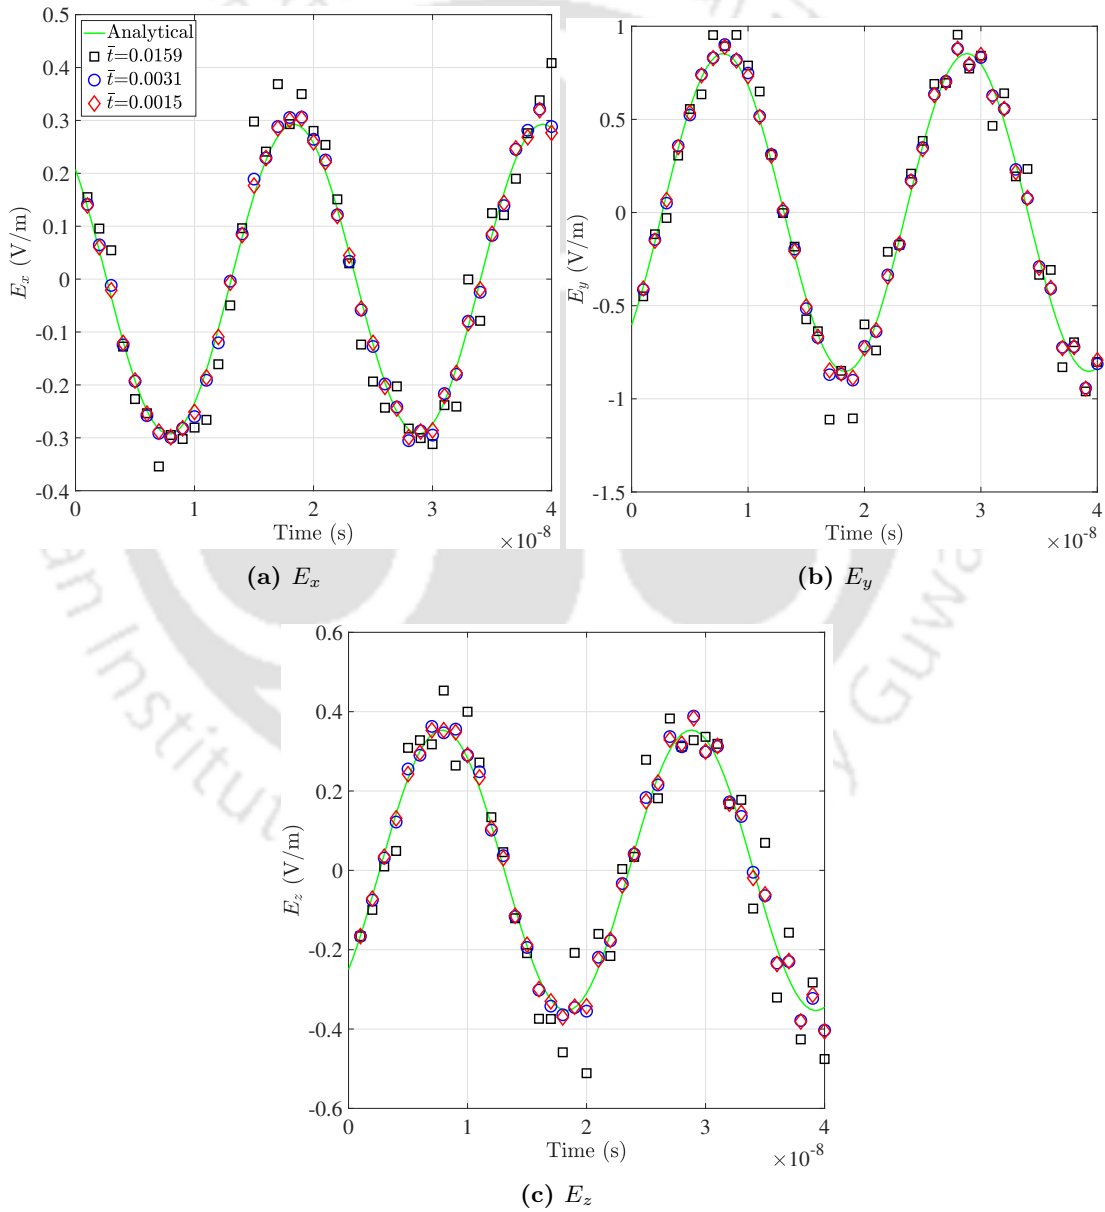 0.5
0.4
0.3
0.2
0.1
0
-0.1
-0.2
-0.3
-0.4
E_x (V/m)
Analytical
t̄=0.0159
t̄=0.0031
t̄=0.0015
0 1 2 3 4
Time (s)
×10⁻⁸
(a) E_x
1
0.5
0
-0.5
-1
-1.5
E_y (V/m)
0 1 2 3 4
Time (s)
×10⁻⁸
(b) E_y
0.6
0.4
0.2
0
-0.2
-0.4
-0.6
E_z (V/m)
0 1 2 3 4
Time (s)
×10⁻⁸
(c) E_z
an Institut
y Guwa